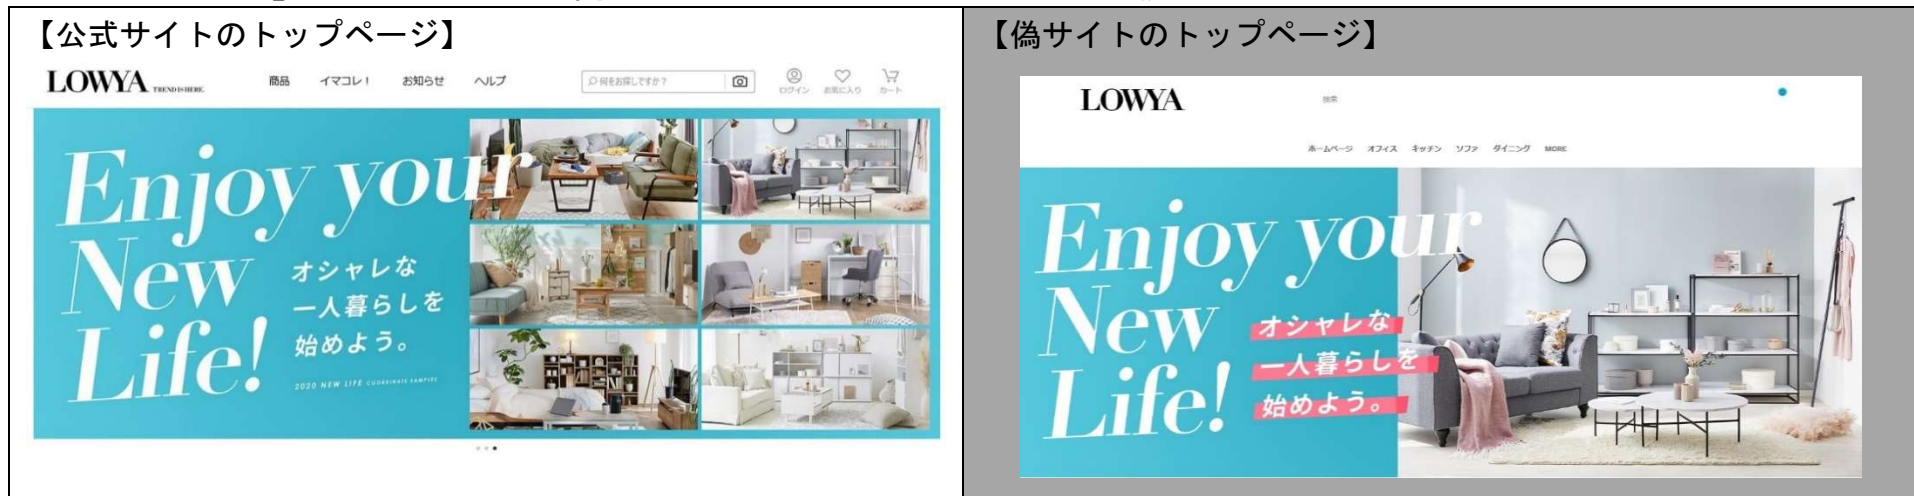 【公式サイトのトップページ】
LOWYA TREND IS HERE.
商品 イマコレ！ お知らせ ヘルプ
何をお探しですか？
ログイン お気に入り カート
Enjoy your
New
Life!
オシャレな
一人暮らしを
始めよう。
2020 NEW LIFE COORDINATE SAMPLES
【偽サイトのトップページ】
LOWYA
検索
ホームページ オフィス キッチン ソファ ダイニング MORE
Enjoy your
New
Life!
オシャレな
一人暮らしを
始めよう。